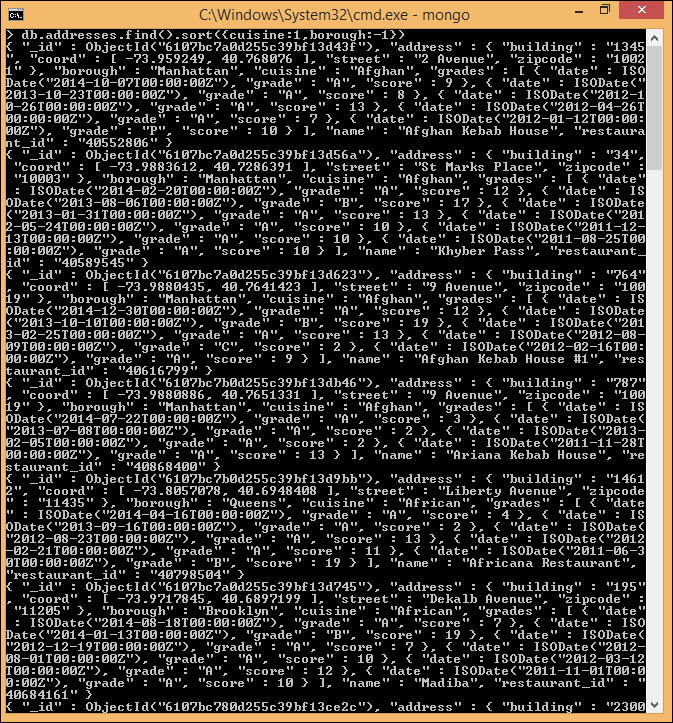 C:\Windows\System32\cmd.exe - mongo
> db.addresses.find().sort({cuisine:1,borough:-1})
{ "_id" : ObjectId("6107bc7a0d255c39bf13d43f"), "address" : { "building" : "1345
", "coord" : [ -73.959249, 40.768076 ], "street" : "2 Avenue", "zipcode" : "1002
1" }, "borough" : "Manhattan", "cuisine" : "Afghan", "grades" : [ { "date" : ISO
Date("2014-10-07T00:00:00Z"), "grade" : "A", "score" : 9 }, { "date" : ISODate("
2013-10-23T00:00:00Z"), "grade" : "A", "score" : 8 }, { "date" : ISODate("2012-1
0-26T00:00:00Z"), "grade" : "A", "score" : 13 }, { "date" : ISODate("2012-04-26T
00:00:00Z"), "grade" : "A", "score" : 7 }, { "date" : ISODate("2012-01-12T00:00:
00Z"), "grade" : "P", "score" : 10 } ], "name" : "Afghan Kebab House", "restaura
nt_id" : "40552806" }
{ "_id" : ObjectId("6107bc7a0d255c39bf13d56a"), "address" : { "building" : "34",
 "coord" : [ -73.9883612, 40.7286391 ], "street" : "St Marks Place", "zipcode" :
 "10003" }, "borough" : "Manhattan", "cuisine" : "Afghan", "grades" : [ { "date"
 : ISODate("2014-02-20T00:00:00Z"), "grade" : "A", "score" : 12 }, { "date" : IS
ODate("2013-08-06T00:00:00Z"), "grade" : "B", "score" : 17 }, { "date" : ISODate
("2013-01-31T00:00:00Z"), "grade" : "A", "score" : 13 }, { "date" : ISODate("201
2-05-24T00:00:00Z"), "grade" : "A", "score" : 10 }, { "date" : ISODate("2011-12-
13T00:00:00Z"), "grade" : "A", "score" : 10 }, { "date" : ISODate("2011-08-25T00
:00:00Z"), "grade" : "A", "score" : 10 } ], "name" : "Khyber Pass", "restaurant_
id" : "40589545" }
{ "_id" : ObjectId("6107bc7a0d255c39bf13d623"), "address" : { "building" : "764"
, "coord" : [ -73.9880435, 40.7641423 ], "street" : "9 Avenue", "zipcode" : "100
19" }, "borough" : "Manhattan", "cuisine" : "Afghan", "grades" : [ { "date" : IS
ODate("2014-12-30T00:00:00Z"), "grade" : "A", "score" : 12 }, { "date" : ISODate
("2013-10-10T00:00:00Z"), "grade" : "B", "score" : 19 }, { "date" : ISODate("201
3-02-25T00:00:00Z"), "grade" : "A", "score" : 13 }, { "date" : ISODate("2012-08-
09T00:00:00Z"), "grade" : "C", "score" : 2 }, { "date" : ISODate("2012-02-16T00:
00:00Z"), "grade" : "A", "score" : 9 } ], "name" : "Afghan Kebab House #1", "res
taurant_id" : "40616799" }
{ "_id" : ObjectId("6107bc7b0d255c39bf13db46"), "address" : { "building" : "787"
, "coord" : [ -73.9880886, 40.7651331 ], "street" : "9 Avenue", "zipcode" : "100
19" }, "borough" : "Manhattan", "cuisine" : "Afghan", "grades" : [ { "date" : IS
ODate("2014-07-22T00:00:00Z"), "grade" : "A", "score" : 3 }, { "date" : ISODate(
"2013-07-08T00:00:00Z"), "grade" : "A", "score" : 2 }, { "date" : ISODate("2013-
02-05T00:00:00Z"), "grade" : "A", "score" : 2 }, { "date" : ISODate("2011-11-28T
00:00:00Z"), "grade" : "A", "score" : 13 } ], "name" : "Ariana Kebab House", "re
staurant_id" : "40868400" }
{ "_id" : ObjectId("6107bc7b0d255c39bf13d9bb"), "address" : { "building" : "1461
2", "coord" : [ -73.8057078, 40.6948408 ], "street" : "Liberty Avenue", "zipcode
" : "11435" }, "borough" : "Queens", "cuisine" : "African", "grades" : [ { "date
" : ISODate("2014-04-16T00:00:00Z"), "grade" : "A", "score" : 4 }, { "date" : IS
ODate("2013-09-16T00:00:00Z"), "grade" : "A", "score" : 2 }, { "date" : ISODate(
"2012-08-23T00:00:00Z"), "grade" : "A", "score" : 13 }, { "date" : ISODate("2012
-02-21T00:00:00Z"), "grade" : "A", "score" : 11 }, { "date" : ISODate("2011-06-3
0T00:00:00Z"), "grade" : "B", "score" : 19 } ], "name" : "Africana Restaurant",
"restaurant_id" : "40798504" }
{ "_id" : ObjectId("6107bc7a0d255c39bf13d745"), "address" : { "building" : "195"
, "coord" : [ -73.9717845, 40.6897199 ], "street" : "Dekalb Avenue", "zipcode" :
 "11205" }, "borough" : "Brooklyn", "cuisine" : "African", "grades" : [ { "date"
 : ISODate("2014-08-18T00:00:00Z"), "grade" : "A", "score" : 7 }, { "date" : ISO
Date("2014-01-13T00:00:00Z"), "grade" : "B", "score" : 19 }, { "date" : ISODate(
"2012-12-19T00:00:00Z"), "grade" : "A", "score" : 7 }, { "date" : ISODate("2012-
08-01T00:00:00Z"), "grade" : "A", "score" : 10 }, { "date" : ISODate("2012-03-12
T00:00:00Z"), "grade" : "A", "score" : 12 }, { "date" : ISODate("2011-11-01T00:0
0:00Z"), "grade" : "A", "score" : 10 } ], "name" : "Madiba", "restaurant_id" : "
40684161" }
{ "_id" : ObjectId("6107bc780d255c39bf13ce2c"), "address" : { "building" : "2300